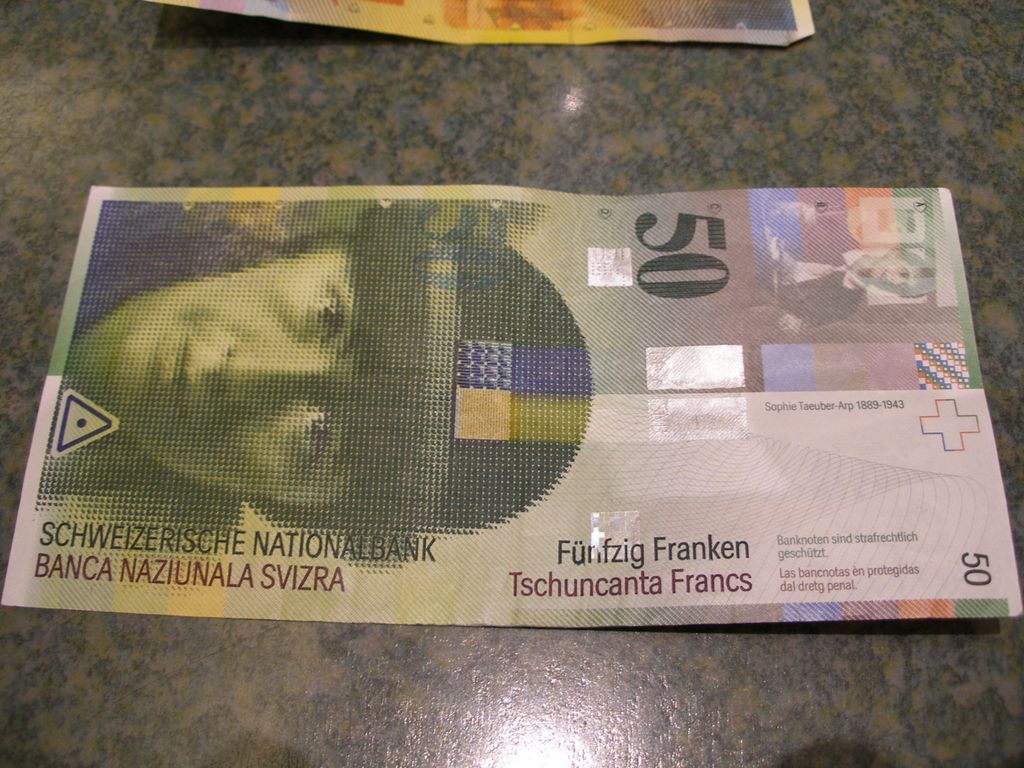 50
Sophie Taeuber-Arp 1889-1943
SCHWEIZERISCHE NATIONALBANK
BANCA NAZIUNALA SVIZRA
Fünfzig Franken
Tschuncanta Francs
Banknoten sind strafrechtlich
geschützt.
Las bancnotas èn protegidas
dal dretg penal.
50